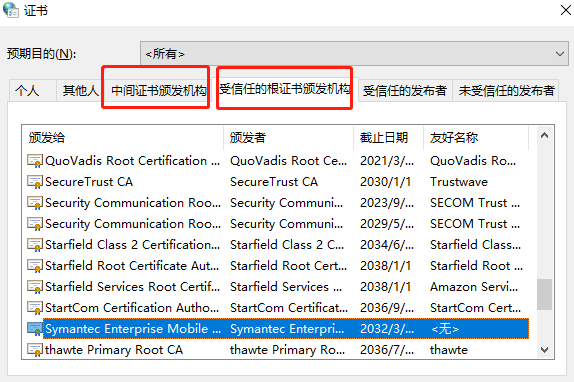 证书
预期目的(N): <所有>
个人 其他人 中间证书颁发机构 受信任的根证书颁发机构 受信任的发布者 未受信任的发布者
颁发给 颁发者 截止日期 友好名称
QuoVadis Root Certification ... QuoVadis Root Ce... 2021/3/... QuoVadis Ro...
SecureTrust CA SecureTrust CA 2030/1/1 Trustwave
Security Communication Roo... Security Communi... 2023/9/... SECOM Trust ...
Security Communication Roo... Security Communi... 2029/5/... SECOM Trust ...
Starfield Class 2 Certification... Starfield Class 2 C... 2034/6/... Starfield Class...
Starfield Root Certificate Aut... Starfield Root Cer... 2038/1/1 Starfield Root ...
Starfield Services Root Certif... Starfield Services ... 2038/1/1 Amazon Servi...
StartCom Certification Autho... StartCom Certificat... 2036/9/... StartCom Cert...
Symantec Enterprise Mobile ... Symantec Enterpri... 2032/3/... <无>
thawte Primary Root CA thawte Primary Ro... 2036/7/... thawte